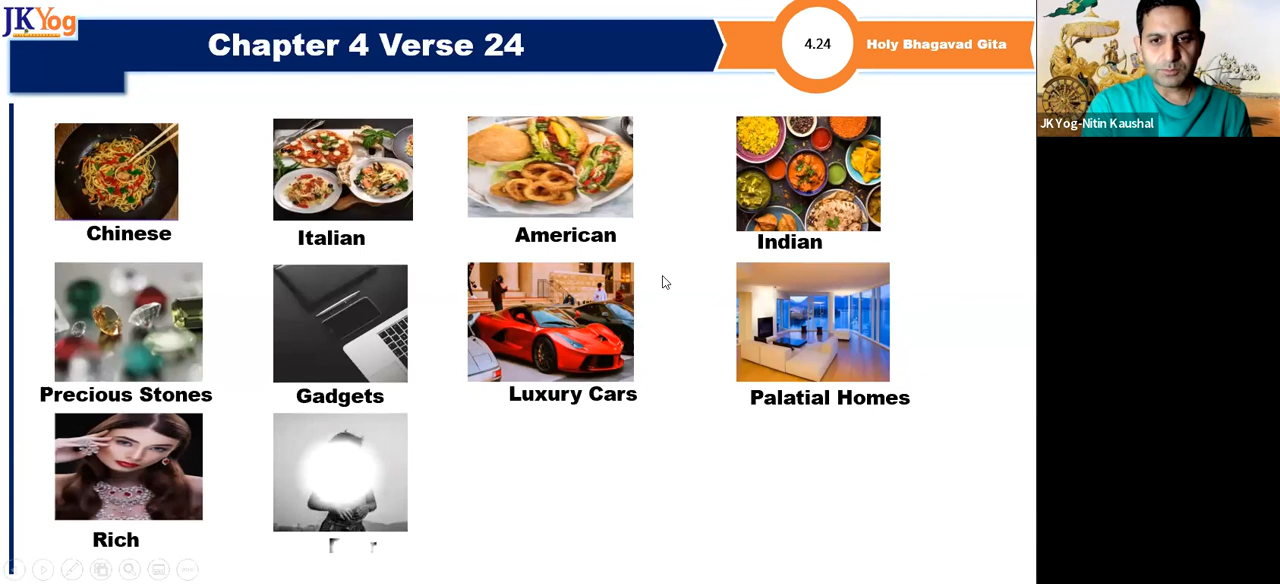 JKYog
Chapter 4 Verse 24
4.24
Holy Bhagavad Gita
JKYog-Nitin Kaushal
Chinese
Italian
American
Indian
Precious Stones
Gadgets
Luxury Cars
Palatial Homes
Rich